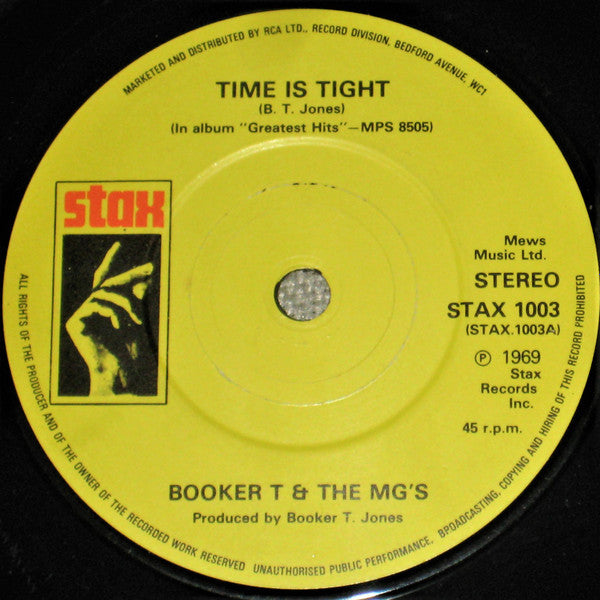 MARKETED AND DISTRIBUTED BY RCA LTD., RECORD DIVISION, BEDFORD AVENUE, WC1
TIME IS TIGHT
(B. T. Jones)
(In album "Greatest Hits"—MPS 8505)
stax
Mews
Music Ltd.
STEREO
STAX 1003
(STAX.1003A)
Ⓟ 1969
Stax
Records
Inc.
45 r.p.m.
BOOKER T & THE MG'S
Produced by Booker T. Jones
ALL RIGHTS OF THE PRODUCER AND OF THE OWNER OF THE RECORDED WORK RESERVED UNAUTHORISED PUBLIC PERFORMANCE, BROADCASTING, COPYING AND HIRING OF THIS RECORD PROHIBITED